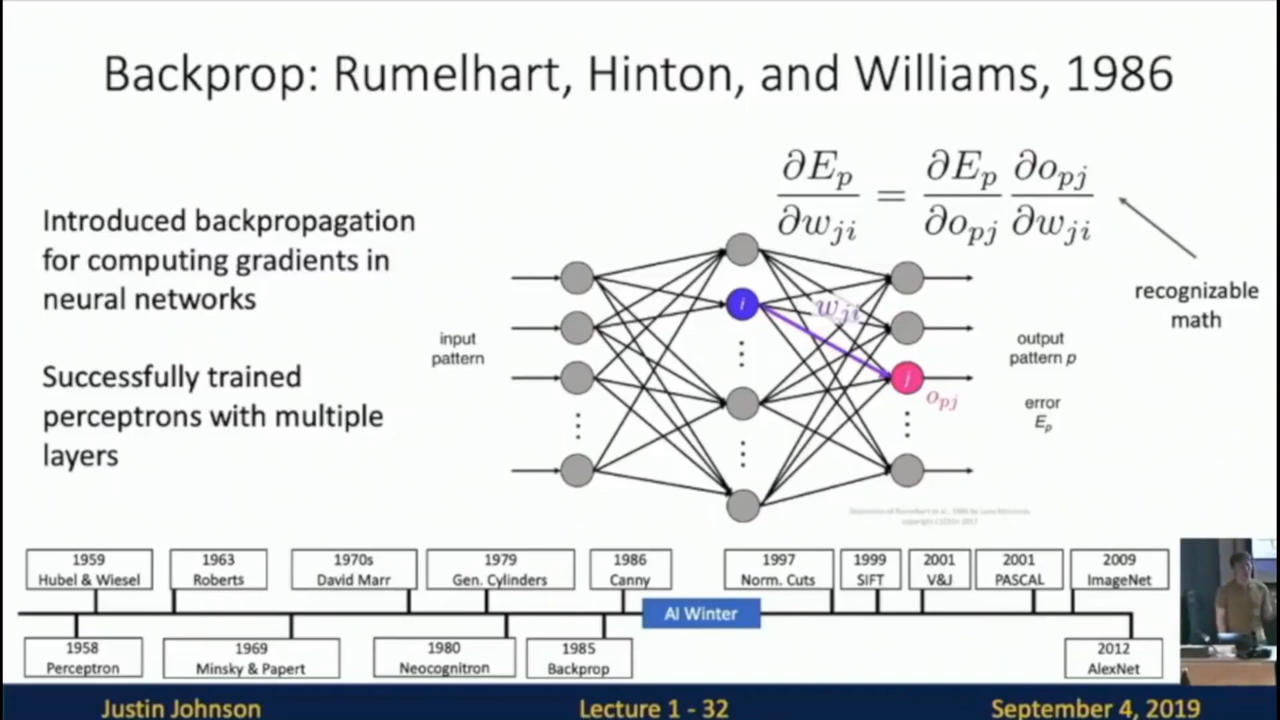 Backprop: Rumelhart, Hinton, and Williams, 1986
∂E_p/∂w_ji = ∂E_p/∂o_pj ∂o_pj/∂w_ji
recognizable
math
Introduced backpropagation
for computing gradients in
neural networks
Successfully trained
perceptrons with multiple
layers
input
pattern
i
w_ji
j
o_pj
output
pattern p
error
E_p
1959
Hubel & Wiesel
1963
Roberts
1970s
David Marr
1979
Gen. Cylinders
1986
Canny
1997
Norm. Cuts
1999
SIFT
2001
V&J
2001
PASCAL
2009
ImageNet
AI Winter
1958
Perceptron
1969
Minsky & Papert
1980
Neocognitron
1985
Backprop
2012
AlexNet
Justin Johnson
Lecture 1 - 32
September 4, 2019